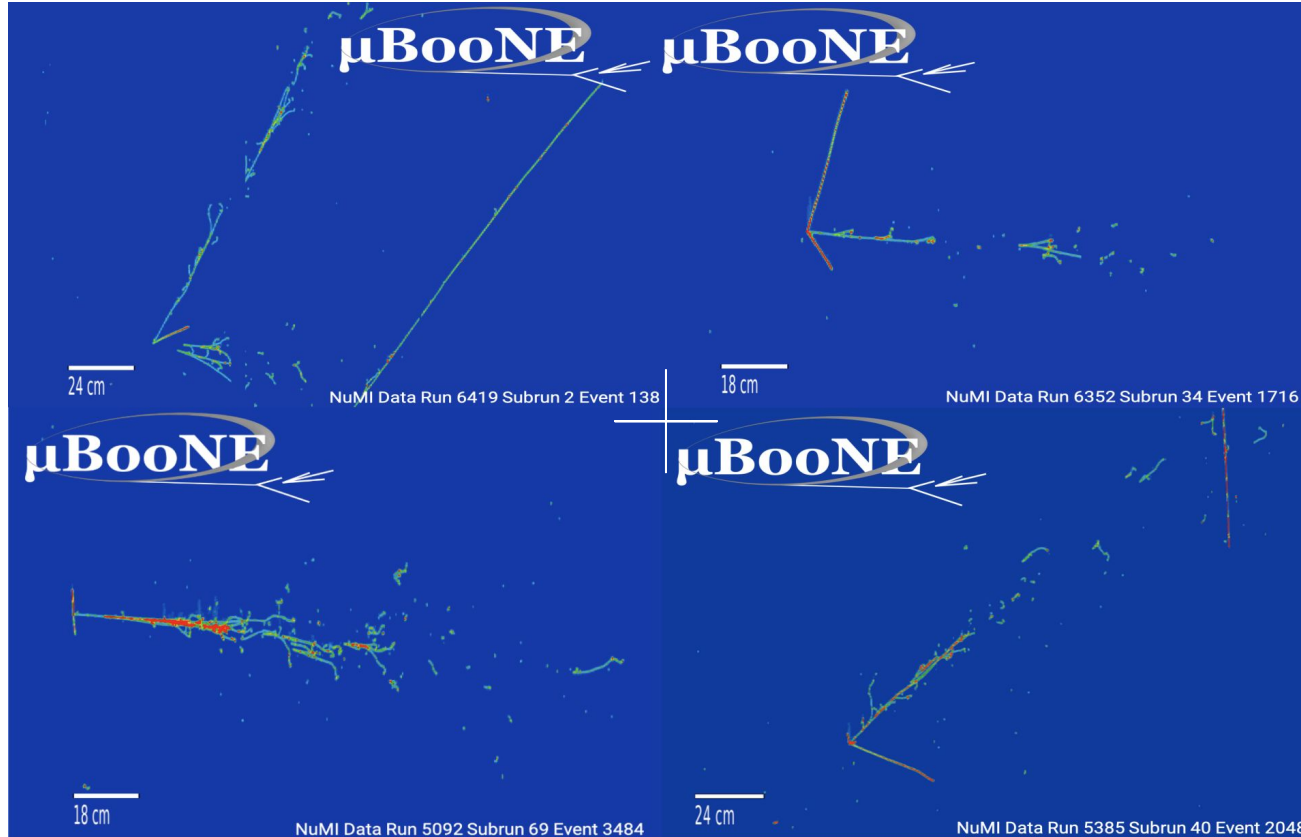 µBooNE
24 cm
NuMI Data Run 6419 Subrun 2 Event 138
µBooNE
18 cm
NuMI Data Run 6352 Subrun 34 Event 1716
µBooNE
18 cm
NuMI Data Run 5092 Subrun 69 Event 3484
µBooNE
24 cm
NuMI Data Run 5385 Subrun 40 Event 2048